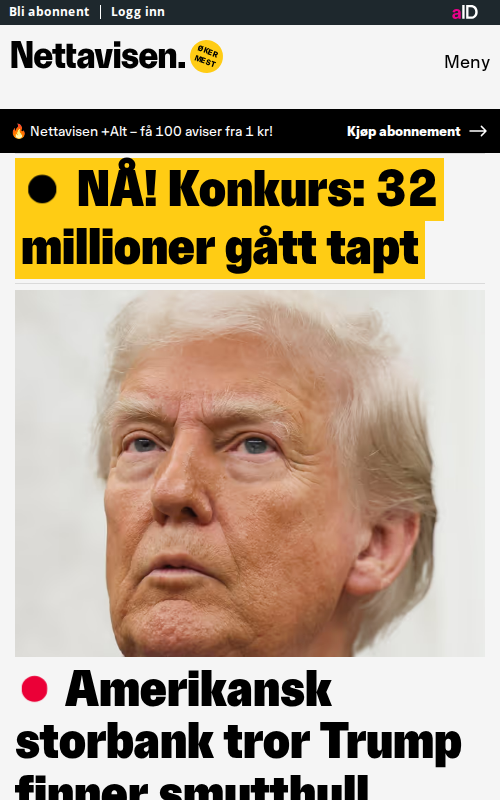 Bli abonnent | Logg inn
aID
Nettavisen.
ØKER
MEST
Meny
Nettavisen +Alt – få 100 aviser fra 1 kr!
Kjøp abonnement →
NÅ! Konkurs: 32
millioner gått tapt
Amerikansk
storbank tror Trump
finner smutthull